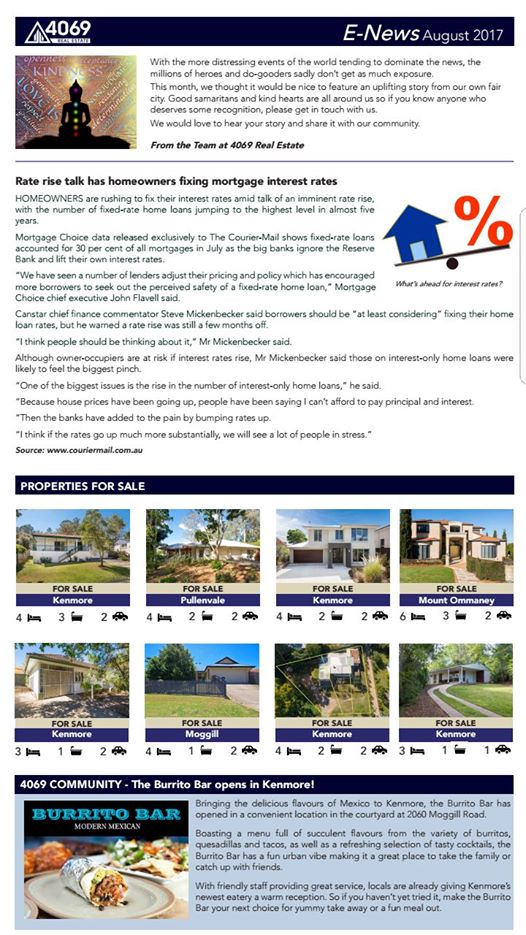 4069
REAL ESTATE
E-News August 2017
openness
acceptance
KINDNESS
LOVE
With the more distressing events of the world tending to dominate the news, the
millions of heroes and do-gooders sadly don't get as much exposure.
This month, we thought it would be nice to feature an uplifting story from our own fair
city. Good samaritans and kind hearts are all around us so if you know anyone who
deserves some recognition, please get in touch with us.
We would love to hear your story and share it with our community.
From the Team at 4069 Real Estate
Rate rise talk has homeowners fixing mortgage interest rates
HOMEOWNERS are rushing to fix their interest rates amid talk of an imminent rate rise,
with the number of fixed-rate home loans jumping to the highest level in almost five
years.
Mortgage Choice data released exclusively to The Courier-Mail shows fixed-rate loans
accounted for 30 per cent of all mortgages in July as the big banks ignore the Reserve
Bank and lift their own interest rates.
"We have seen a number of lenders adjust their pricing and policy which has encouraged
more borrowers to seek out the perceived safety of a fixed-rate home loan," Mortgage
Choice chief executive John Flavell said.
%
What's ahead for interest rates?
Canstar chief finance commentator Steve Mickenbecker said borrowers should be "at least considering" fixing their home
loan rates, but he warned a rate rise was still a few months off.
"I think people should be thinking about it," Mr Mickenbecker said.
Although owner-occupiers are at risk if interest rates rise, Mr Mickenbecker said those on interest-only home loans were
likely to feel the biggest pinch.
"One of the biggest issues is the rise in the number of interest-only home loans," he said.
"Because house prices have been going up, people have been saying I can't afford to pay principal and interest.
"Then the banks have added to the pain by bumping rates up.
"I think if the rates go up much more substantially, we will see a lot of people in stress."
Source: www.couriermail.com.au
PROPERTIES FOR SALE
FOR SALE FOR SALE FOR SALE FOR SALE
Kenmore Pullenvale Kenmore Mount Ommaney
4 3 2 4 2 2 4 2 2 6 3 2
FOR SALE FOR SALE FOR SALE FOR SALE
Kenmore Moggill Kenmore Kenmore
3 1 2 4 1 2 4 2 2 3 1 1
4069 COMMUNITY - The Burrito Bar opens in Kenmore!
BURRITO BAR
MODERN MEXICAN
Bringing the delicious flavours of Mexico to Kenmore, the Burrito Bar has
opened in a convenient location in the courtyard at 2060 Moggill Road.
Boasting a menu full of succulent flavours from the variety of burritos,
quesadillas and tacos, as well as a refreshing selection of tasty cocktails, the
Burrito Bar has a fun urban vibe making it a great place to take the family or
catch up with friends.
With friendly staff providing great service, locals are already giving Kenmore's
newest eatery a warm reception. So if you haven't yet tried it, make the Burrito
Bar your next choice for yummy take away or a fun meal out.